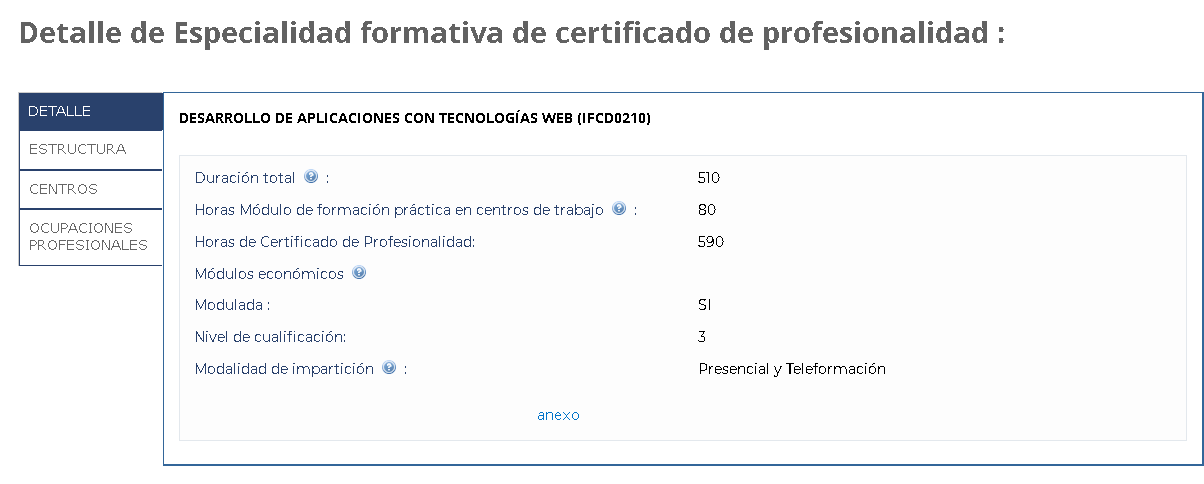 Detalle de Especialidad formativa de certificado de profesionalidad :
DETALLE
ESTRUCTURA
CENTROS
OCUPACIONES
PROFESIONALES
DESARROLLO DE APLICACIONES CON TECNOLOGÍAS WEB (IFCD0210)
Duración total ? : 510
Horas Módulo de formación práctica en centros de trabajo ? : 80
Horas de Certificado de Profesionalidad: 590
Módulos económicos ?
Modulada : SI
Nivel de cualificación: 3
Modalidad de impartición ? : Presencial y Teleformación
anexo